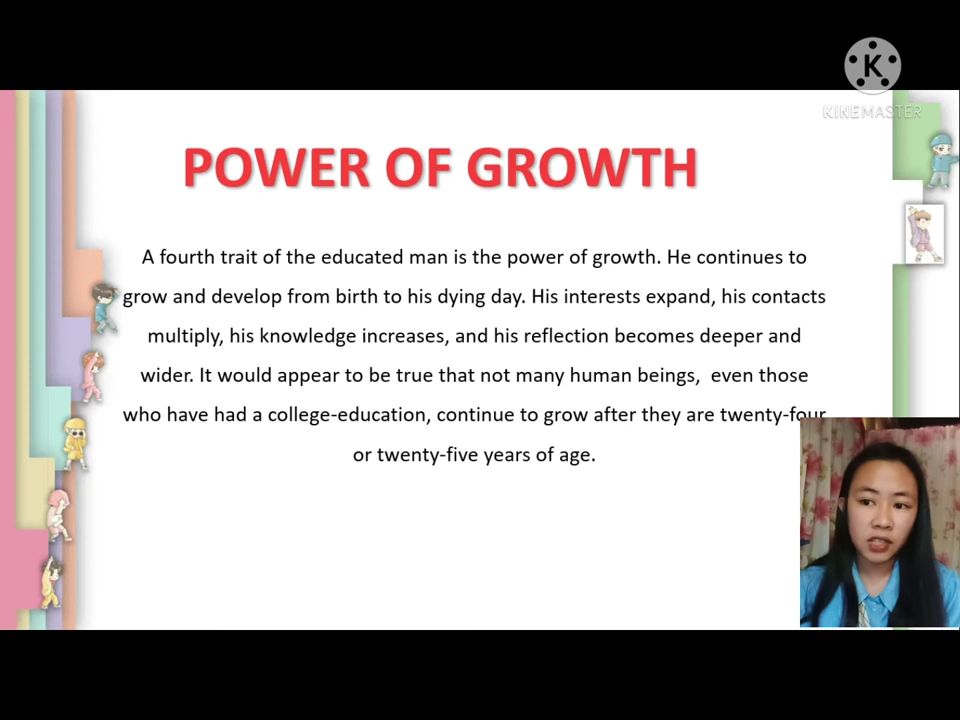 K
KINEMASTER
POWER OF GROWTH
A fourth trait of the educated man is the power of growth. He continues to
grow and develop from birth to his dying day. His interests expand, his contacts
multiply, his knowledge increases, and his reflection becomes deeper and
wider. It would appear to be true that not many human beings, even those
who have had a college-education, continue to grow after they are twenty-four
or twenty-five years of age.